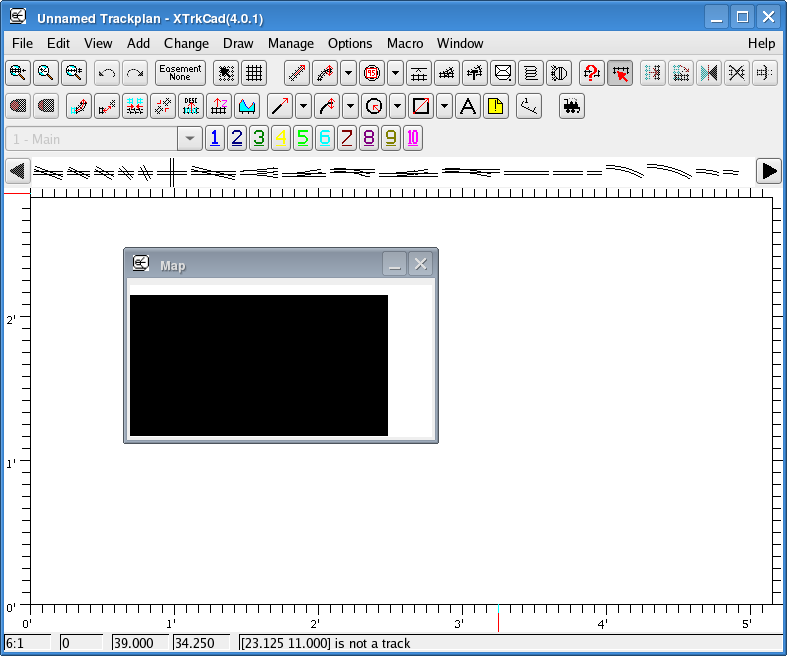 Unnamed Trackplan - XTrkCad(4.0.1)
File Edit View Add Change Draw Manage Options Macro Window Help
Easement
None
DESC
A
1 - Main 1 2 3 4 5 6 7 8 9 10
Map
2'
1'
0'
0' 1' 2' 3' 4' 5'
6:1 0 39.000 34.250 [23.125 11.000] is not a track